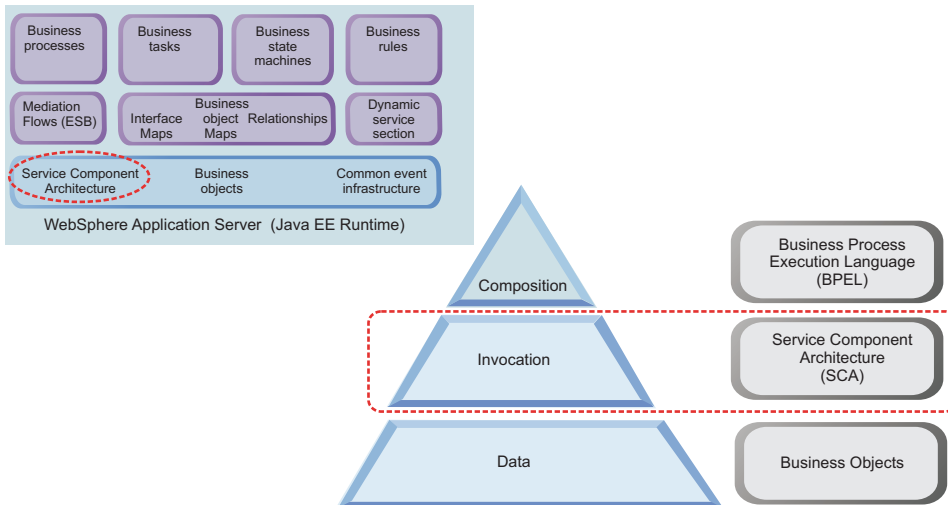 Business
processes
Business
tasks
Business
state
machines
Business
rules
Mediation
Flows (ESB)
Interface
Maps
Business
object
Maps
Relationships
Dynamic
service
section
Service Component
Architecture
Business
objects
Common event
infrastructure
WebSphere Application Server (Java EE Runtime)
Composition
Business Process
Execution Language
(BPEL)
Invocation
Service Component
Architecture
(SCA)
Data
Business Objects